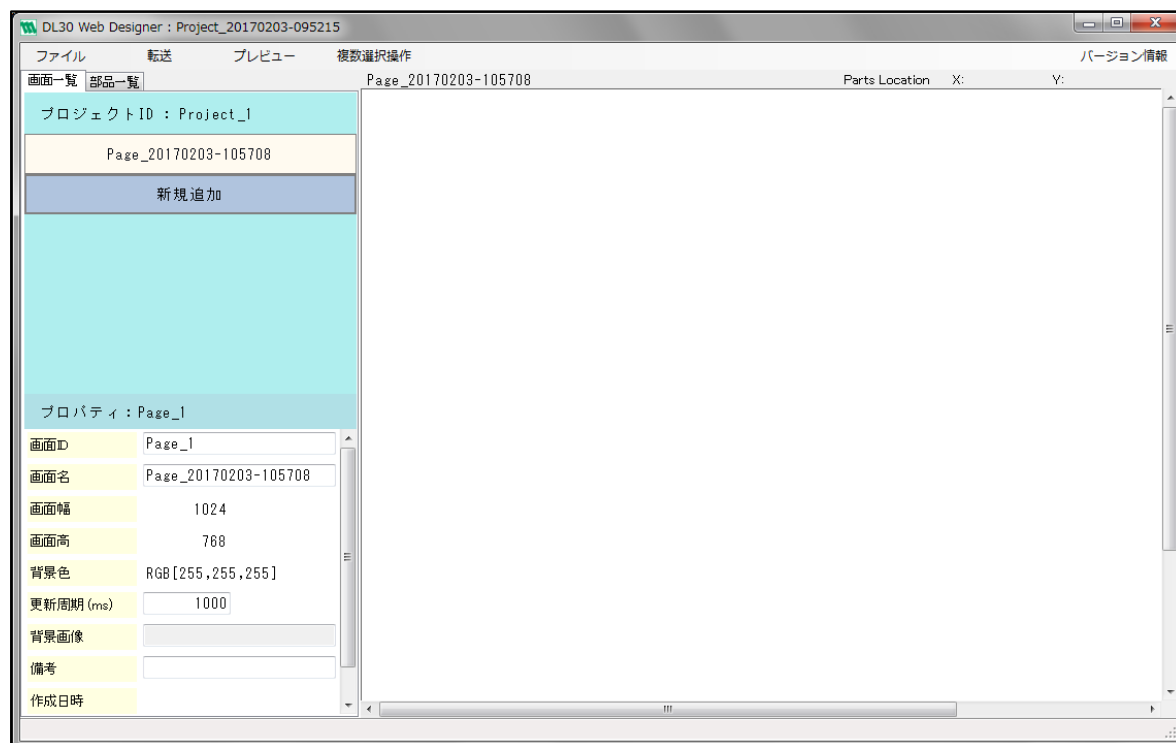 DL30 Web Designer : Project_20170203-095215
ファイル 転送 プレビュー 複数選択操作 バージョン情報
画面一覧 部品一覧 Page_20170203-105708 Parts Location X: Y:
プロジェクトID : Project_1
Page_20170203-105708
新規追加
プロパティ:Page_1
画面ID Page_1
画面名 Page_20170203-105708
画面幅 1024
画面高 768
背景色 RGB[255,255,255]
更新周期(ms) 1000
背景画像
備考
作成日時